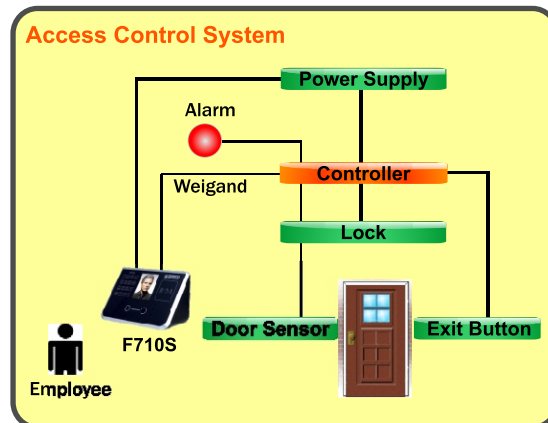 Access Control System
Power Supply
Alarm
Controller
Weigand
Lock
Door Sensor
Exit Button
F710S
Employee